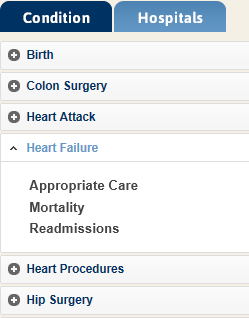 Condition Hospitals
Birth
Colon Surgery
Heart Attack
Heart Failure
Appropriate Care
Mortality
Readmissions
Heart Procedures
Hip Surgery